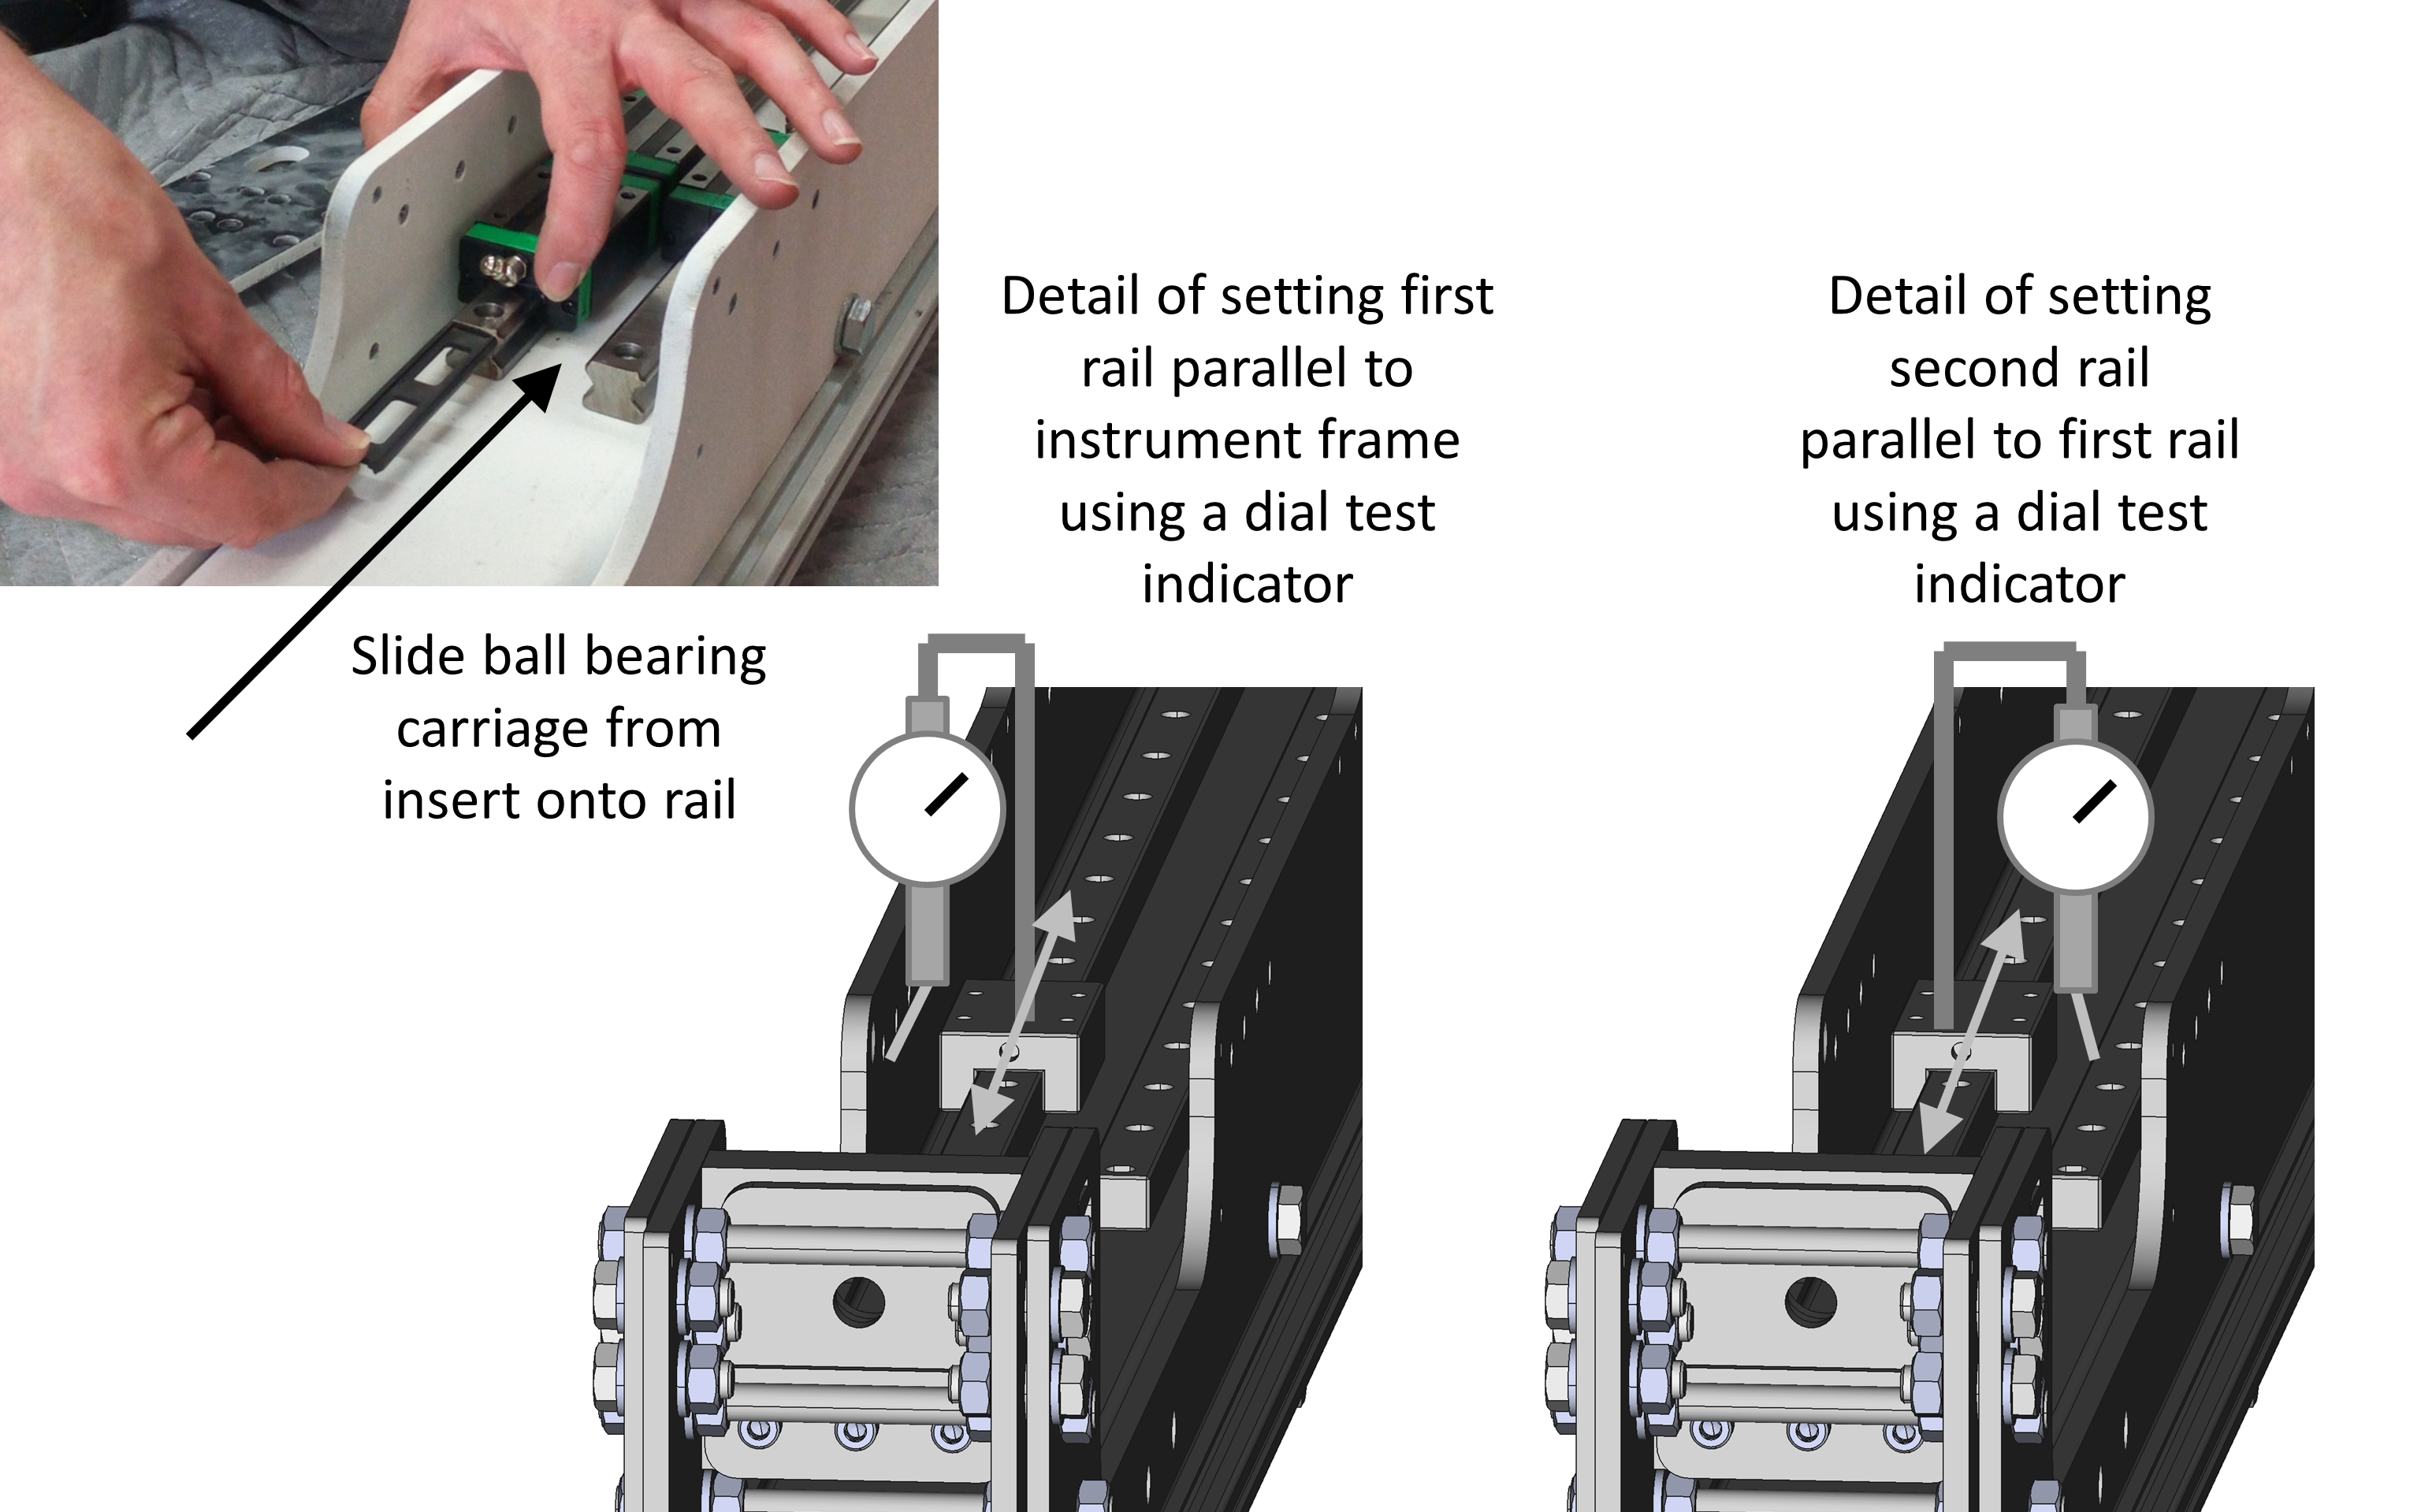 Detail of setting first
rail parallel to
instrument frame
using a dial test
indicator
Detail of setting
second rail
parallel to first rail
using a dial test
indicator
Slide ball bearing
carriage from
insert onto rail